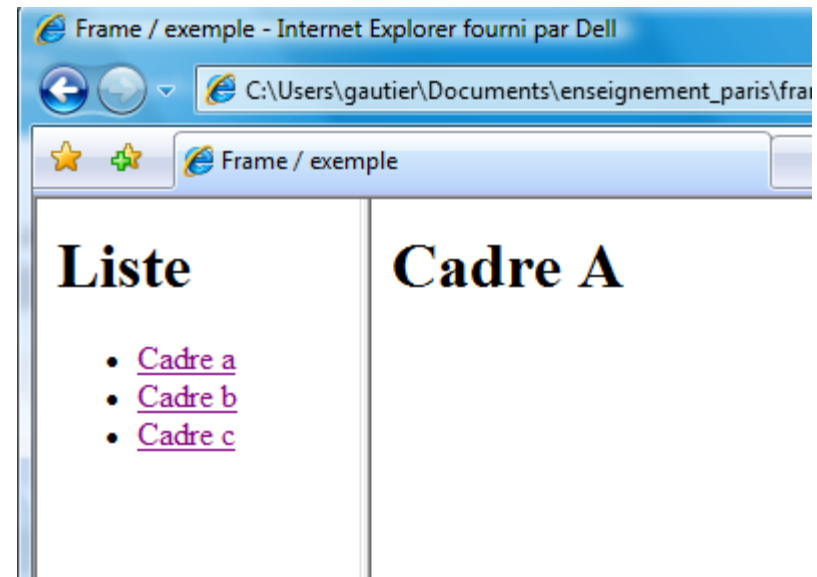 Frame / exemple - Internet Explorer fourni par Dell
C:\Users\gautier\Documents\enseignement_paris\fra
Frame / exemple
Liste
Cadre a
Cadre b
Cadre c
Cadre A